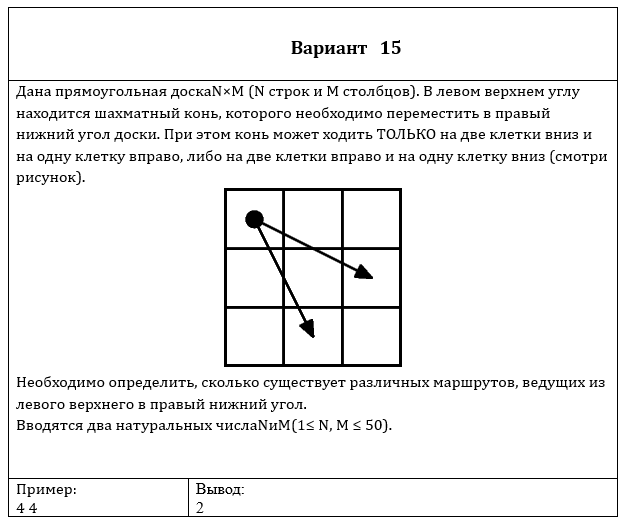 Вариант 15
Дана прямоугольная доскаN×M (N строк и M столбцов). В левом верхнем углу
находится шахматный конь, которого необходимо переместить в правый
нижний угол доски. При этом конь может ходить ТОЛЬКО на две клетки вниз и
на одну клетку вправо, либо на две клетки вправо и на одну клетку вниз (смотри
рисунок).
Необходимо определить, сколько существует различных маршрутов, ведущих из
левого верхнего в правый нижний угол.
Вводятся два натуральных числаNиM(1≤ N, M ≤ 50).
Пример:
4 4
Вывод:
2